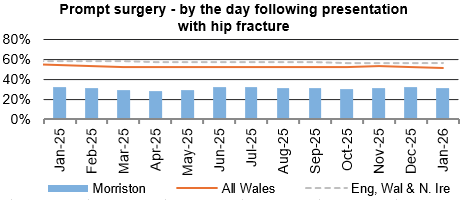 Prompt surgery - by the day following presentation
with hip fracture
80%
60%
40%
20%
0%
Jan-25
Feb-25
Mar-25
Apr-25
May-25
Jun-25
Jul-25
Aug-25
Sep-25
Oct-25
Nov-25
Dec-25
Jan-26
Morriston All Wales Eng, Wal & N. Ire